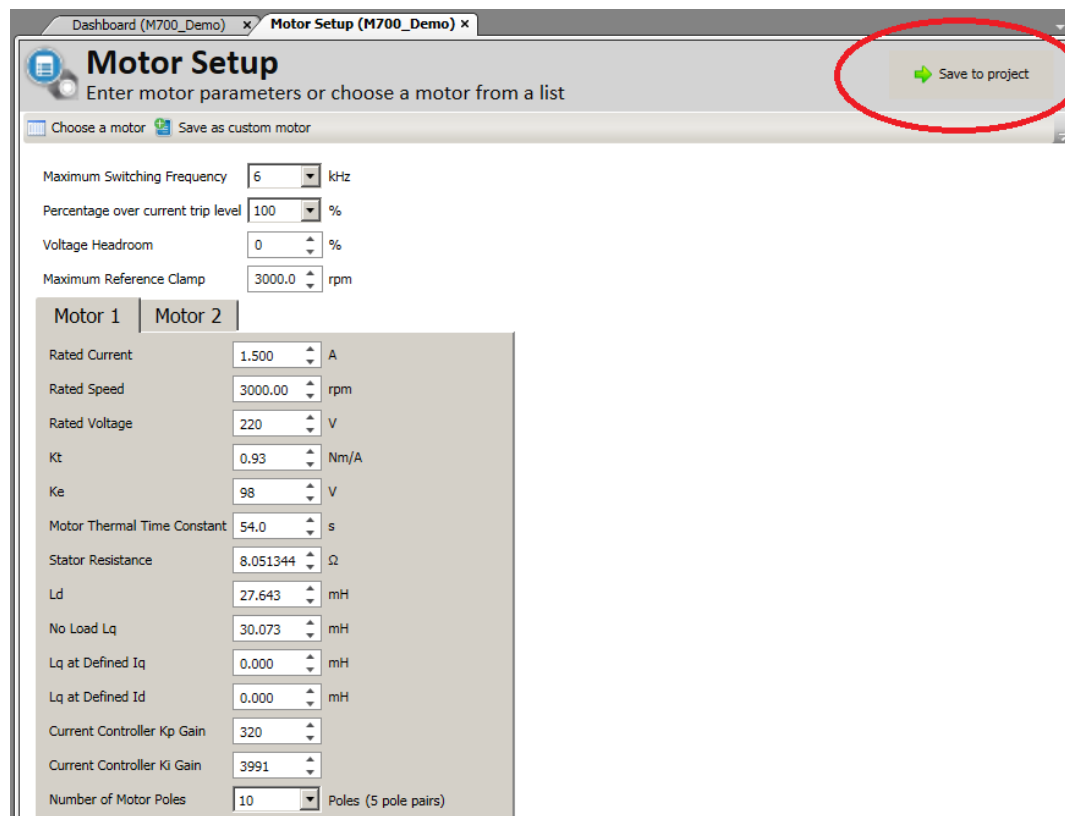 Dashboard (M700_Demo) x Motor Setup (M700_Demo) x
Motor Setup
Enter motor parameters or choose a motor from a list
Save to project
Choose a motor Save as custom motor
Maximum Switching Frequency 6 kHz
Percentage over current trip level 100 %
Voltage Headroom 0 %
Maximum Reference Clamp 3000.0 rpm
Motor 1 Motor 2
Rated Current 1.500 A
Rated Speed 3000.00 rpm
Rated Voltage 220 V
Kt 0.93 Nm/A
Ke 98 V
Motor Thermal Time Constant 54.0 s
Stator Resistance 8.051344 Ω
Ld 27.643 mH
No Load Lq 30.073 mH
Lq at Defined Iq 0.000 mH
Lq at Defined Id 0.000 mH
Current Controller Kp Gain 320
Current Controller Ki Gain 3991
Number of Motor Poles 10 Poles (5 pole pairs)